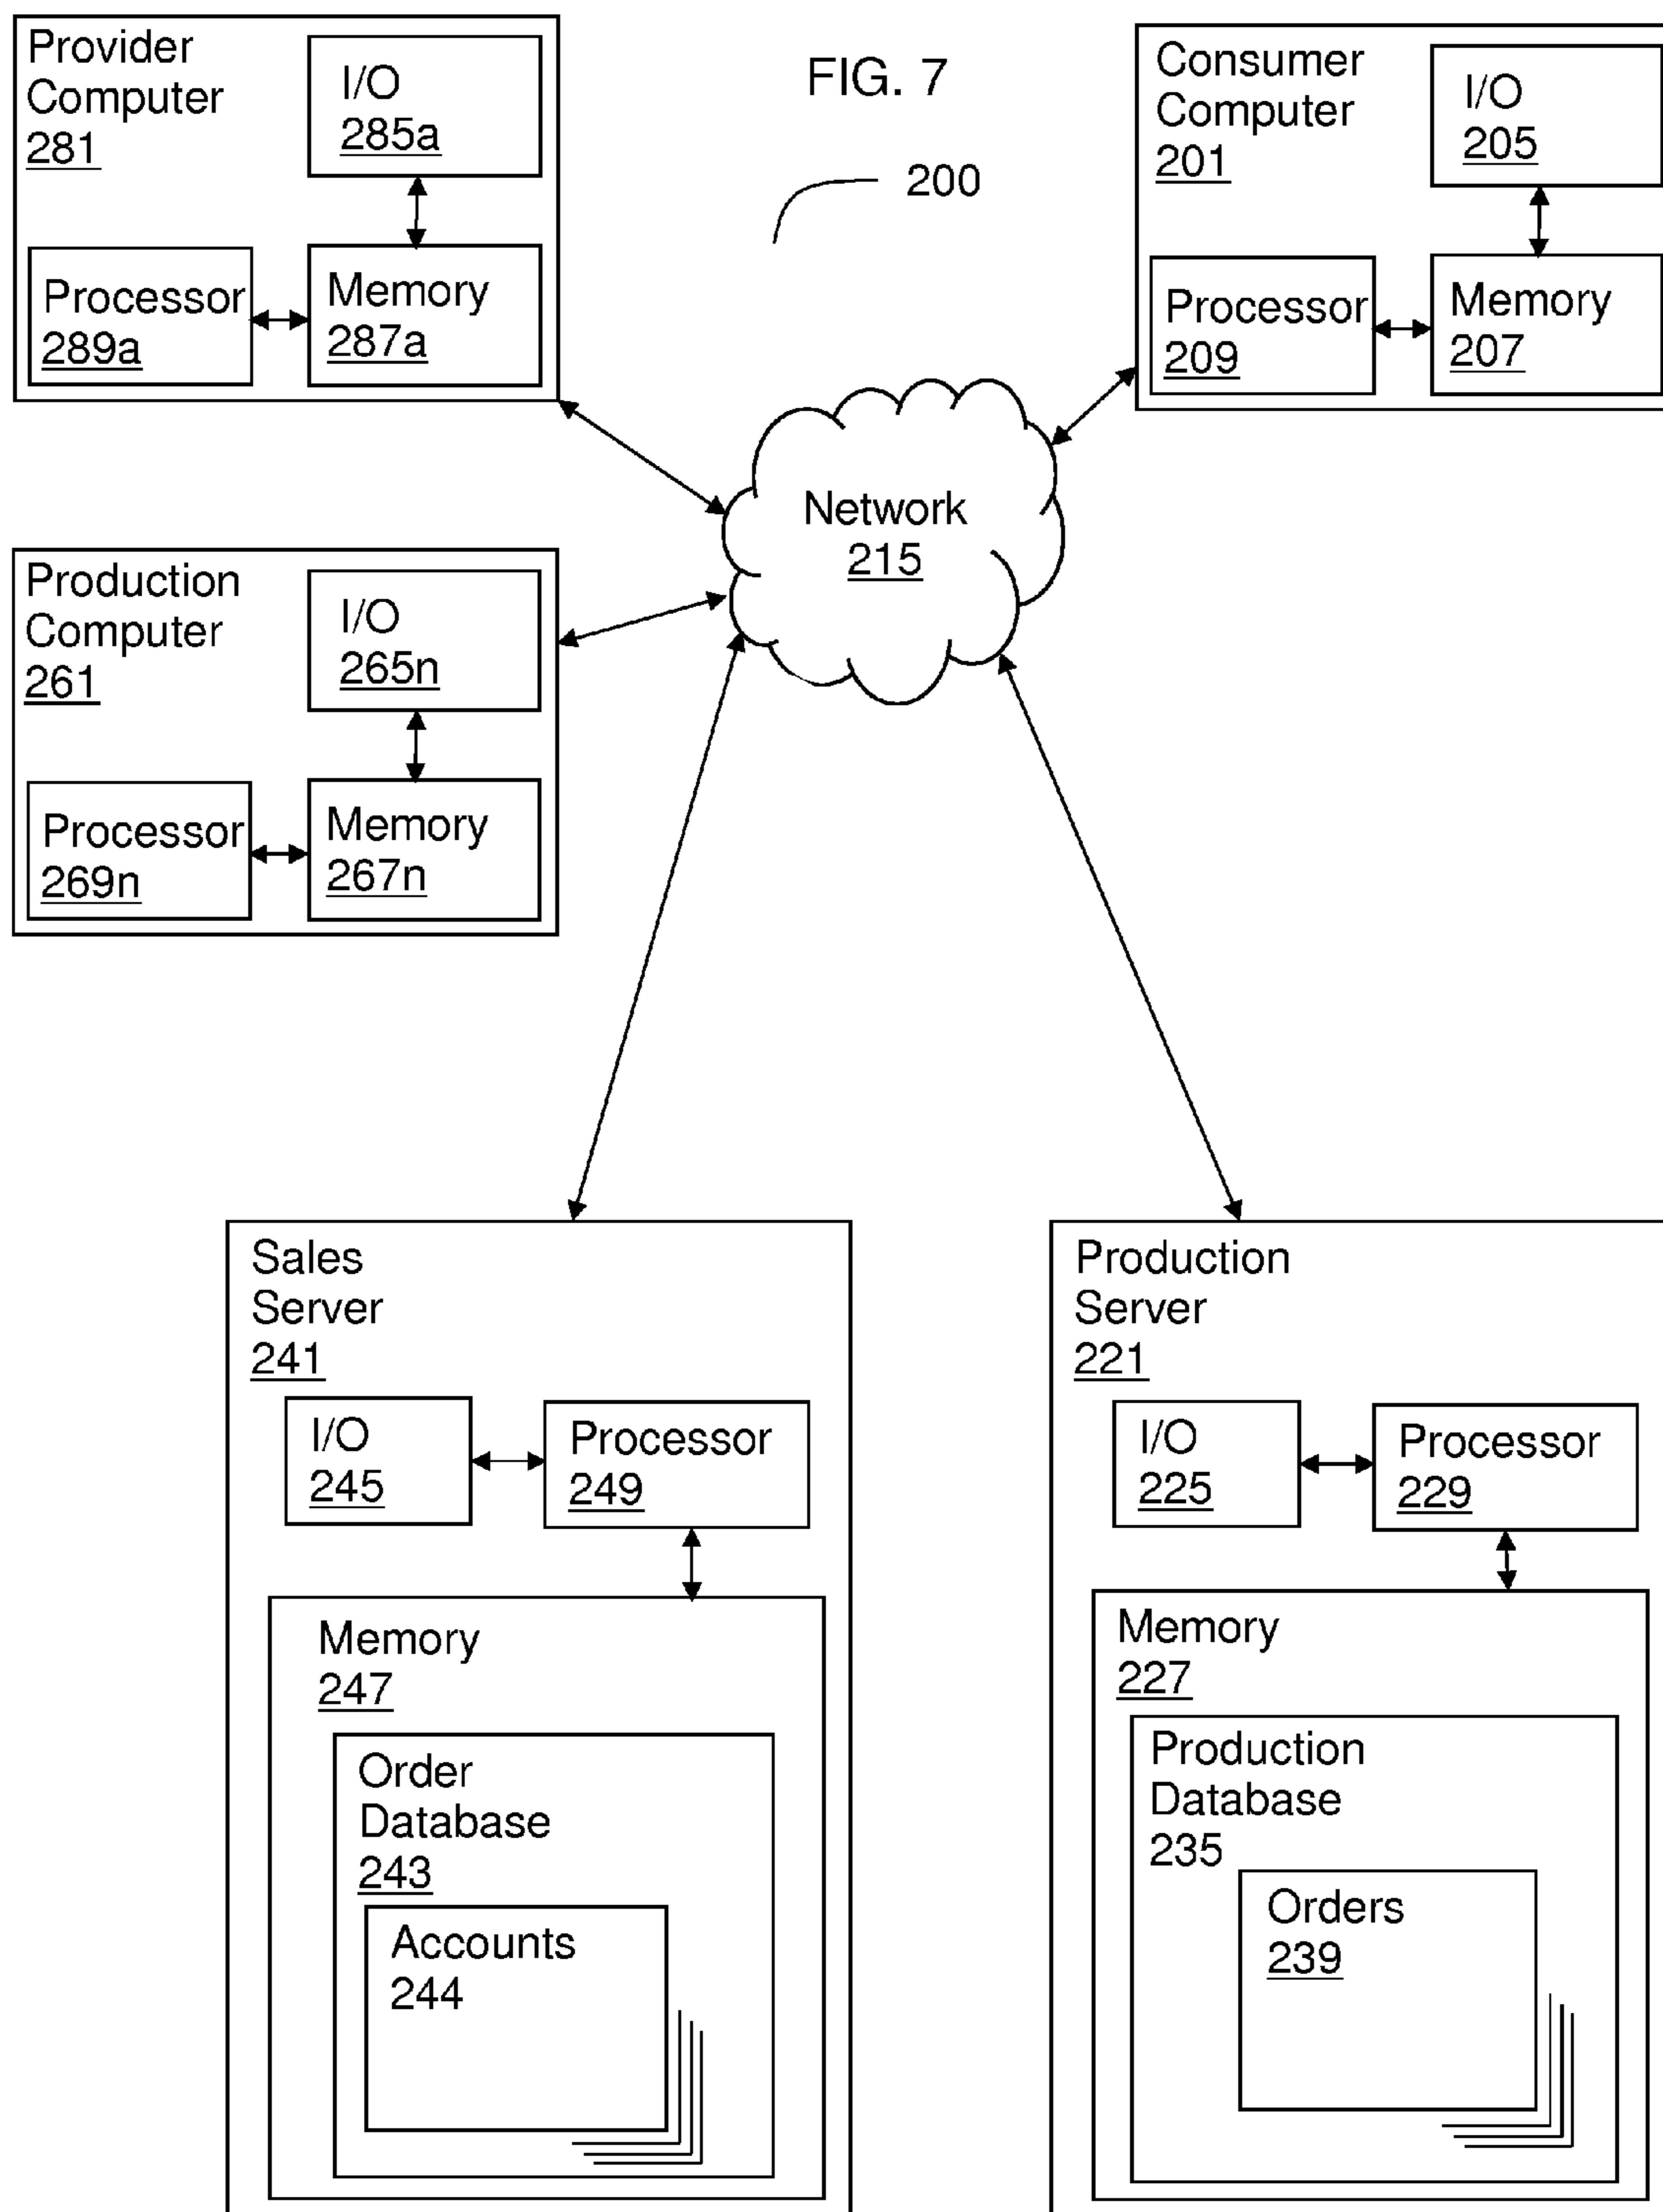 FIG. 7
200
Provider
Computer
281
I/O
285a
Processor
289a
Memory
287a
Consumer
Computer
201
I/O
205
Processor
209
Memory
207
Network
215
Production
Computer
261
I/O
265n
Processor
269n
Memory
267n
Sales
Server
241
I/O
245
Processor
249
Memory
247
Order
Database
243
Accounts
244
Production
Server
221
I/O
225
Processor
229
Memory
227
Production
Database
235
Orders
239